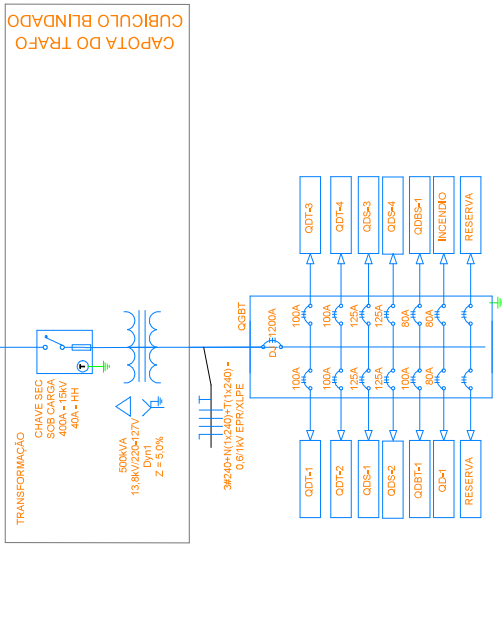 CAPOTA DO TRAFO
CUBICULO BLINDADO
TRANSFORMAÇÃO
CHAVE SEC
SOB CARGA
400A - 15kV
40A - HH
T
500kVA
13,8kV/220-127V
Dyn1
Z = 5,0%
3#240+N(1x240)+T(1x240) -
0,6/1kV EPR/XLPE
QGBT
DJ 1200A
QDT-3
QDT-4
QDS-3
QDS-4
QDBS-1
INCENDIO
RESERVA
100A
100A
125A
125A
80A
80A
100A
100A
125A
125A
100A
80A
QDT-1
QDT-2
QDS-1
QDS-2
QDBT-1
QD-1
RESERVA